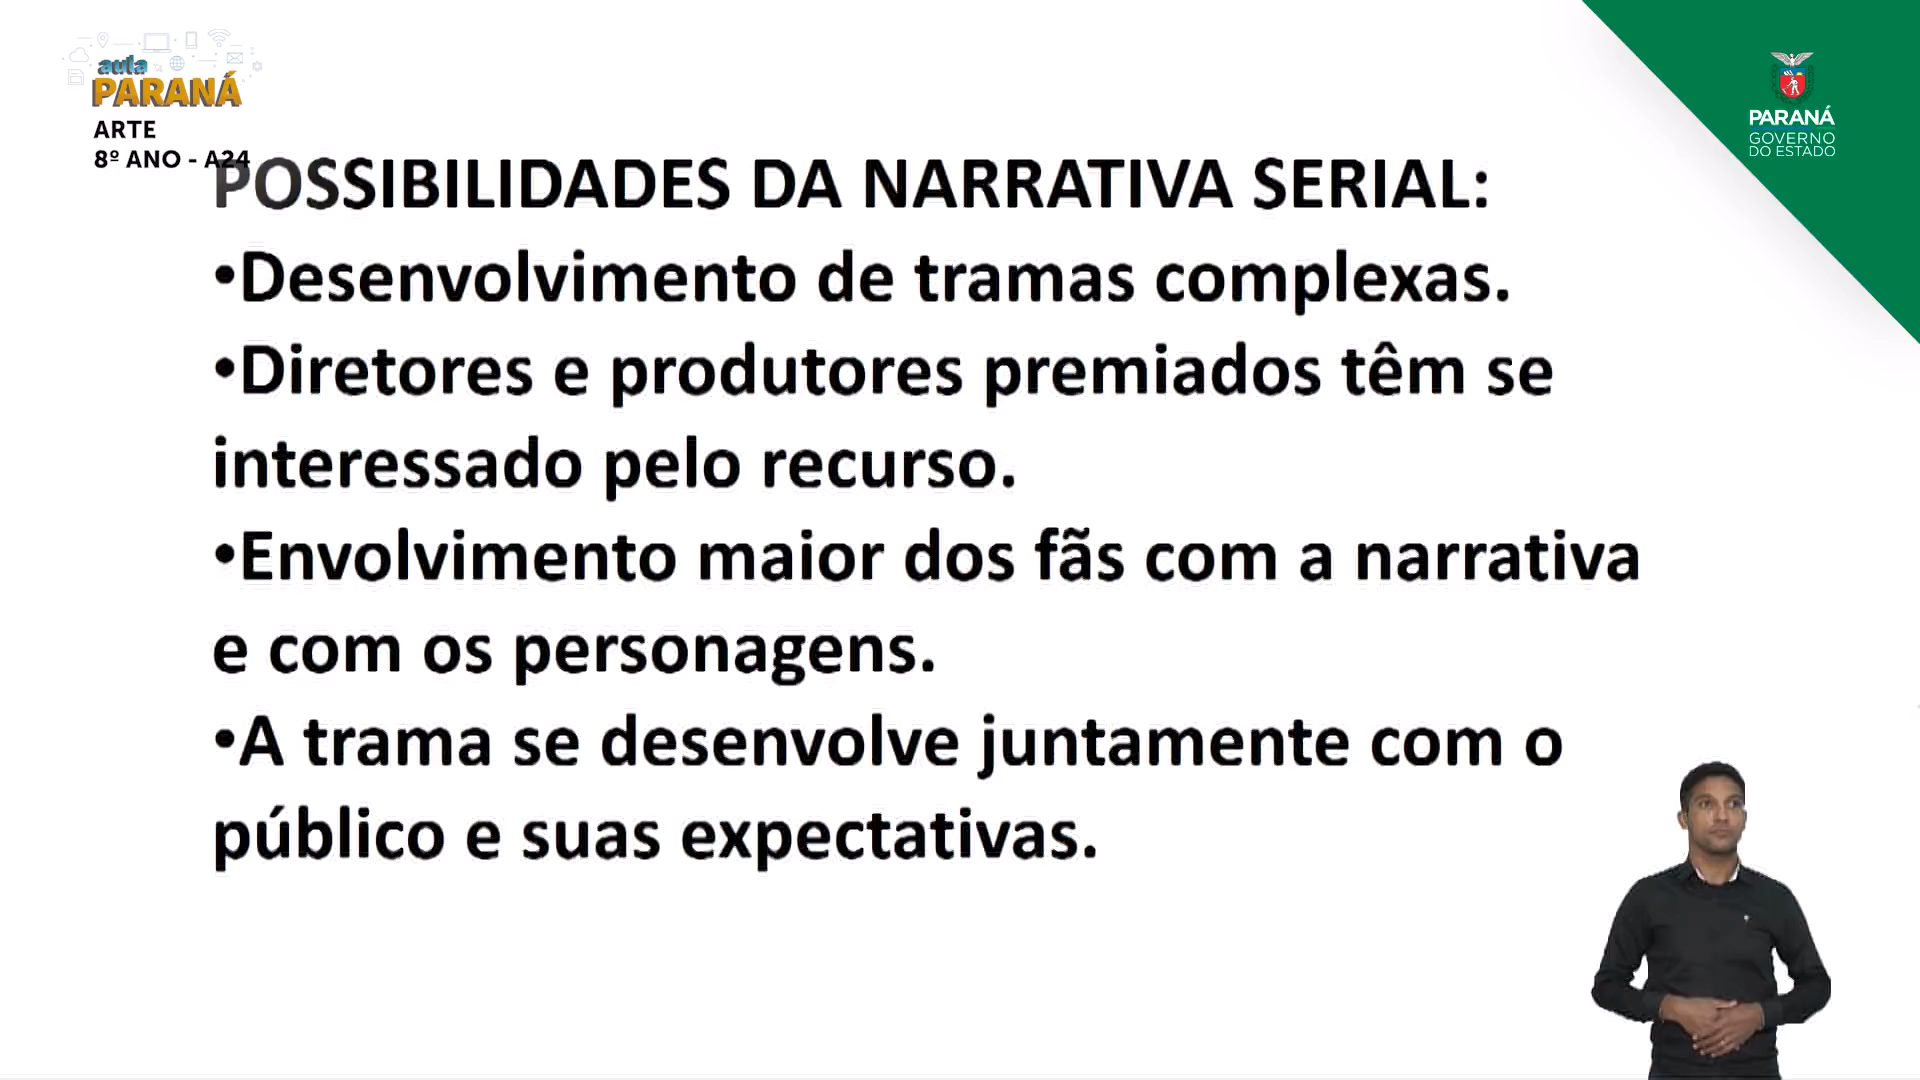 aula
PARANÁ
ARTE
8º ANO - A24
PARANÁ
GOVERNO
DO ESTADO
POSSIBILIDADES DA NARRATIVA SERIAL:
•Desenvolvimento de tramas complexas.
•Diretores e produtores premiados têm se
interessado pelo recurso.
•Envolvimento maior dos fãs com a narrativa
e com os personagens.
•A trama se desenvolve juntamente com o
público e suas expectativas.